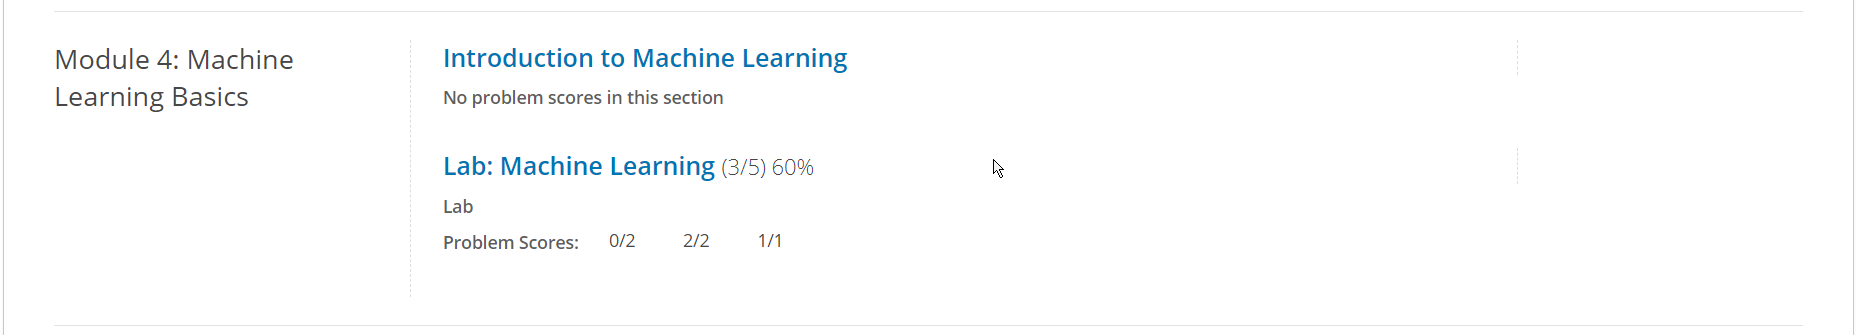 Module 4: Machine
Learning Basics
Introduction to Machine Learning
No problem scores in this section
Lab: Machine Learning (3/5) 60%
Lab
Problem Scores: 0/2 2/2 1/1